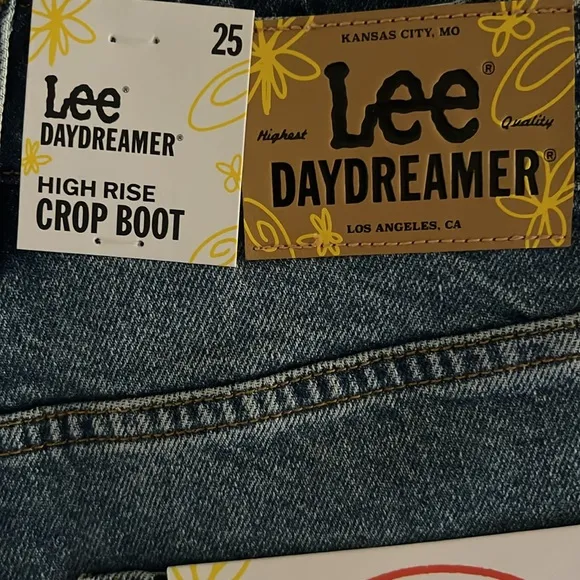 25
Lee®
DAYDREAMER®
HIGH RISE
CROP BOOT
KANSAS CITY, MO
Lee®
Highest Quality
DAYDREAMER®
LOS ANGELES, CA